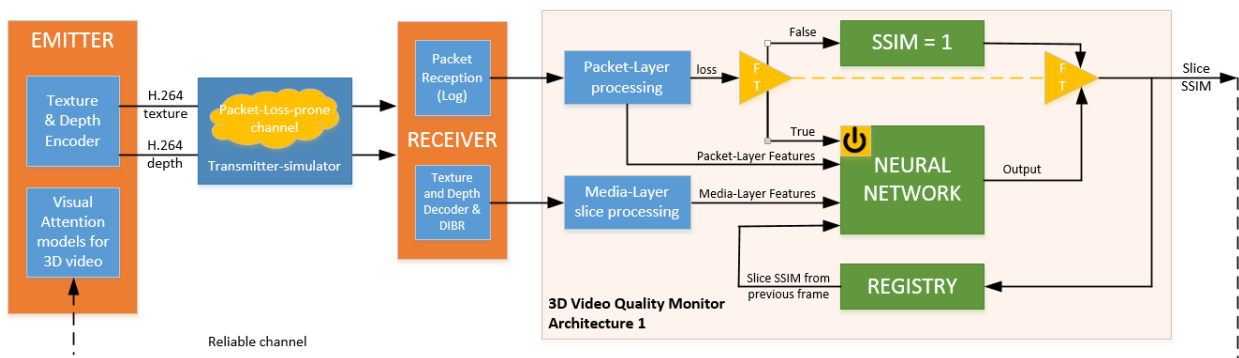 EMITTER
Texture
& Depth
Encoder
Visual
Attention
models for
3D video
H.264
texture
H.264
depth
Packet-Loss-prone
channel
Transmitter-simulator
RECEIVER
Packet
Reception
(Log)
Texture
and Depth
Decoder &
DIBR
Packet-Layer
processing
loss
Media-Layer
slice processing
F
T
False
True
SSIM = 1
Packet-Layer Features
Media-Layer Features
NEURAL
NETWORK
Output
F
T
Slice
SSIM
Slice SSIM from
previous frame
REGISTRY
3D Video Quality Monitor
Architecture 1
Reliable channel